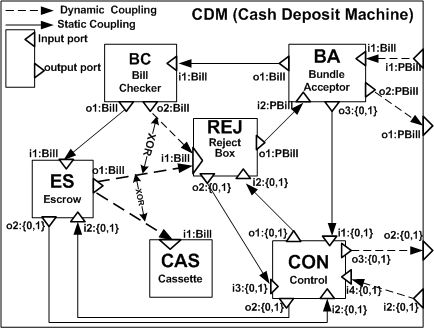 Dynamic Coupling
Static Coupling
CDM (Cash Deposit Machine)
Input port
output port
BC
Bill
Checker
i1:Bill
o1:Bill
o2:Bill
BA
Bundle
Acceptor
o1:Bill
i1:Bill
i1:PBill
o2:PBill
o1:PBill
i2:PBill
o3:{0,1}
XOR
REJ
Reject
Box
i1:Bill
o1:PBill
o2:{0,1}
i2:{0,1}
i1:Bill
ES
Escrow
o1:Bill
o2:{0,1}
i2:{0,1}
XOR
i1:Bill
CAS
Cassette
CON
Control
o1:{0,1}
i1:{0,1}
o3:{0,1}
o2:{0,1}
i3:{0,1}
i4:{0,1}
i2:{0,1}
o2:{0,1}
i2:{0,1}